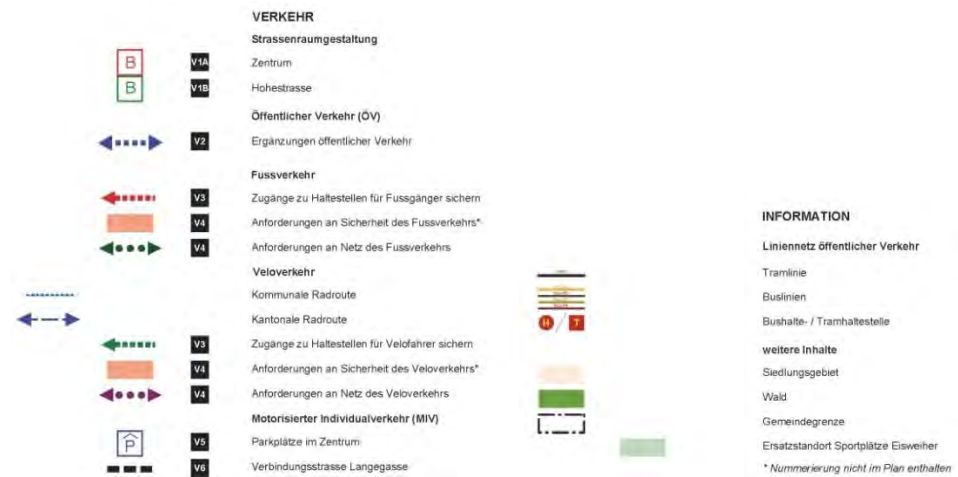 VERKEHR
Strassenraumgestaltung
B V1A Zentrum
B V1B Hohestrasse
Öffentlicher Verkehr (ÖV)
V2 Ergänzungen öffentlicher Verkehr
Fussverkehr
V3 Zugänge zu Haltestellen für Fussgänger sichern
V4 Anforderungen an Sicherheit des Fussverkehrs*
V4 Anforderungen an Netz des Fussverkehrs
Veloverkehr
Kommunale Radroute
Kantonale Radroute
V3 Zugänge zu Haltestellen für Velofahrer sichern
V4 Anforderungen an Sicherheit des Veloverkehrs*
V4 Anforderungen an Netz des Veloverkehrs
Motorisierter Individualverkehr (MIV)
P V5 Parkplätze im Zentrum
V6 Verbindungsstrasse Langegasse
INFORMATION
Liniennetz öffentlicher Verkehr
Tramlinie
Buslinien
H / T Bushalte- / Tramhaltestelle
weitere Inhalte
Siedlungsgebiet
Wald
Gemeindegrenze
Ersatzstandort Sportplätze Eisweiher
* Nummerierung nicht im Plan enthalten